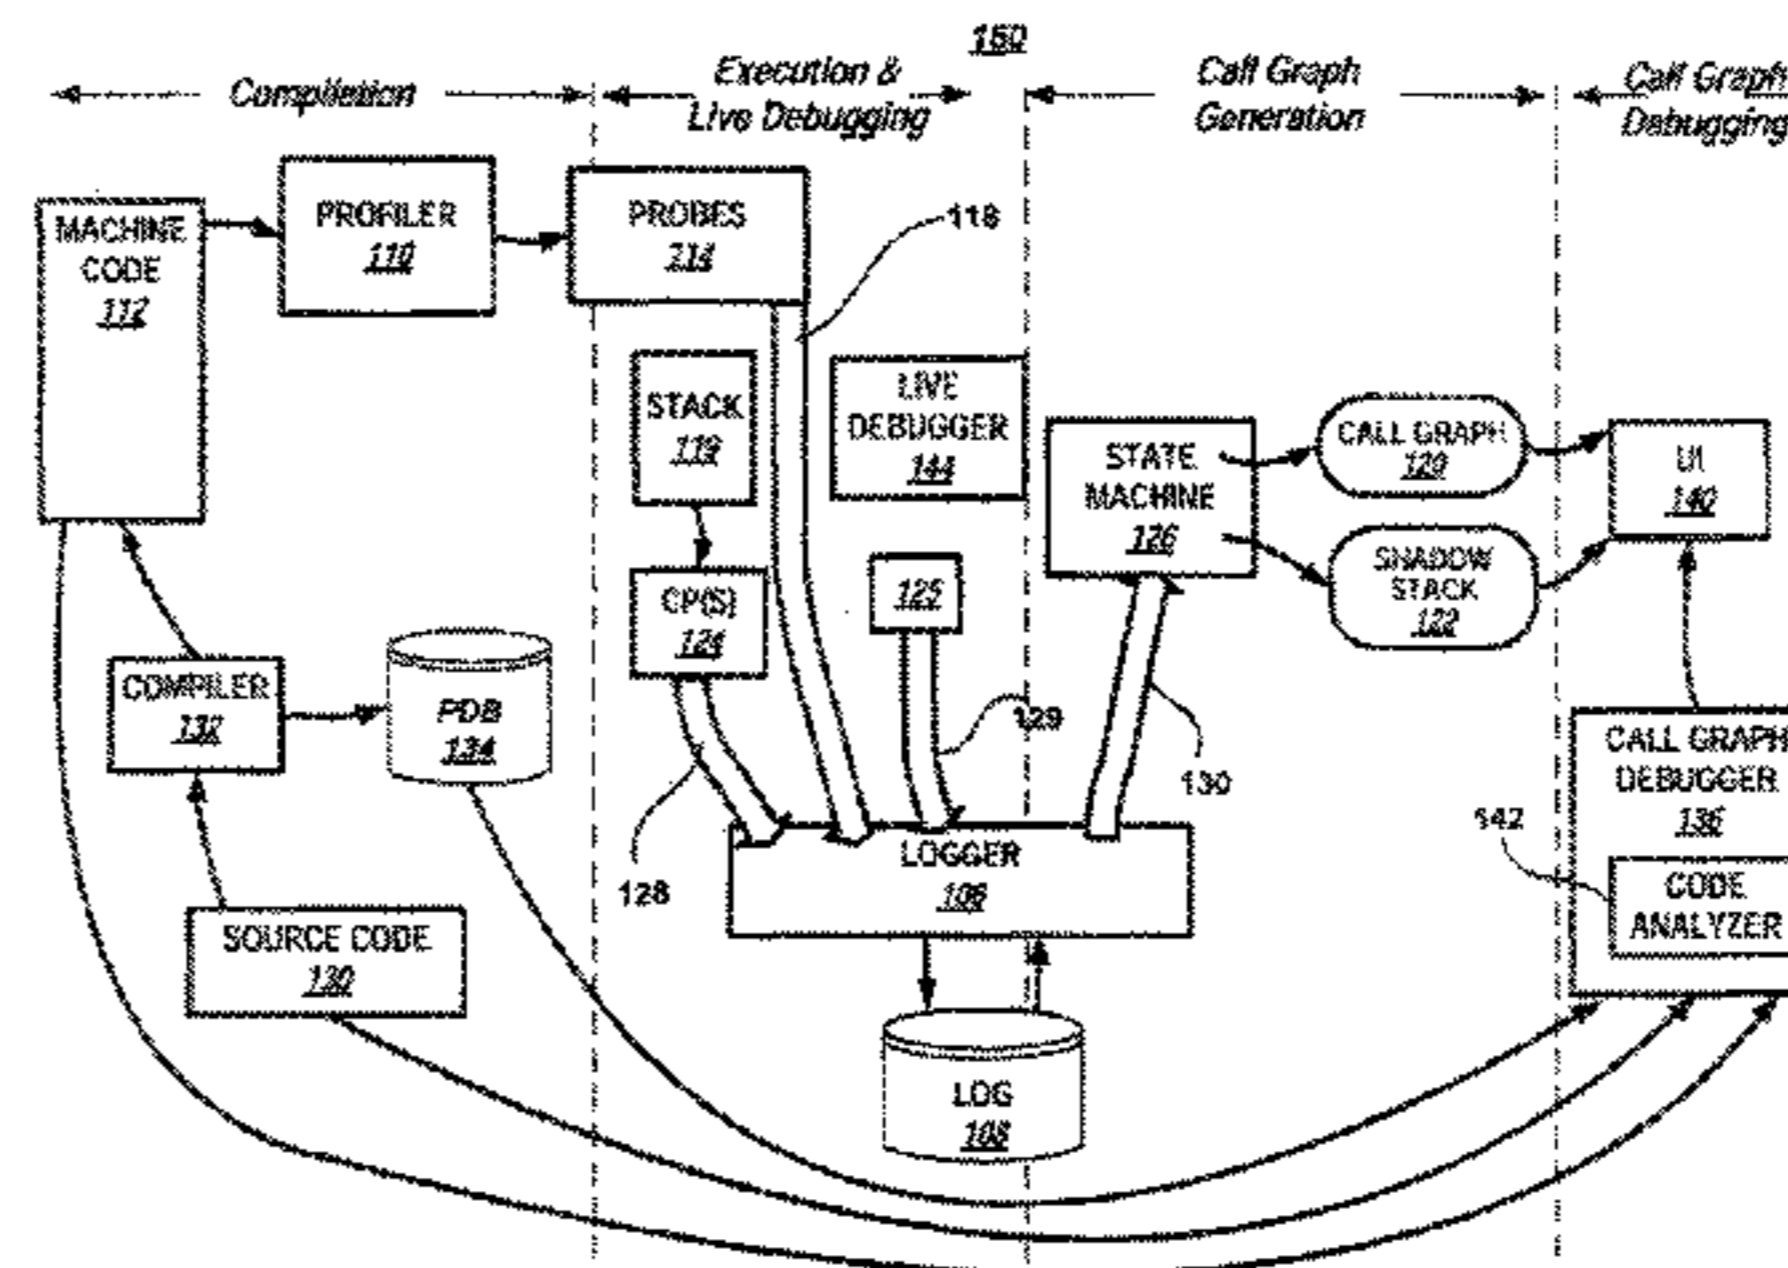 150
Compilation
Execution &
Live Debugging
Call Graph
Generation
Call Graph
Debugging
MACHINE
CODE
112
PROFILER
110
PROBES
114
118
STACK
119
LIVE
DEBUGGER
144
STATE
MACHINE
126
CALL GRAPH
120
UI
140
SHADOW
STACK
122
CP(S)
124
125
COMPILER
132
PDB
134
129
130
128
CALL GRAPH
DEBUGGER
136
142
CODE
ANALYZER
LOGGER
106
SOURCE CODE
130
LOG
108